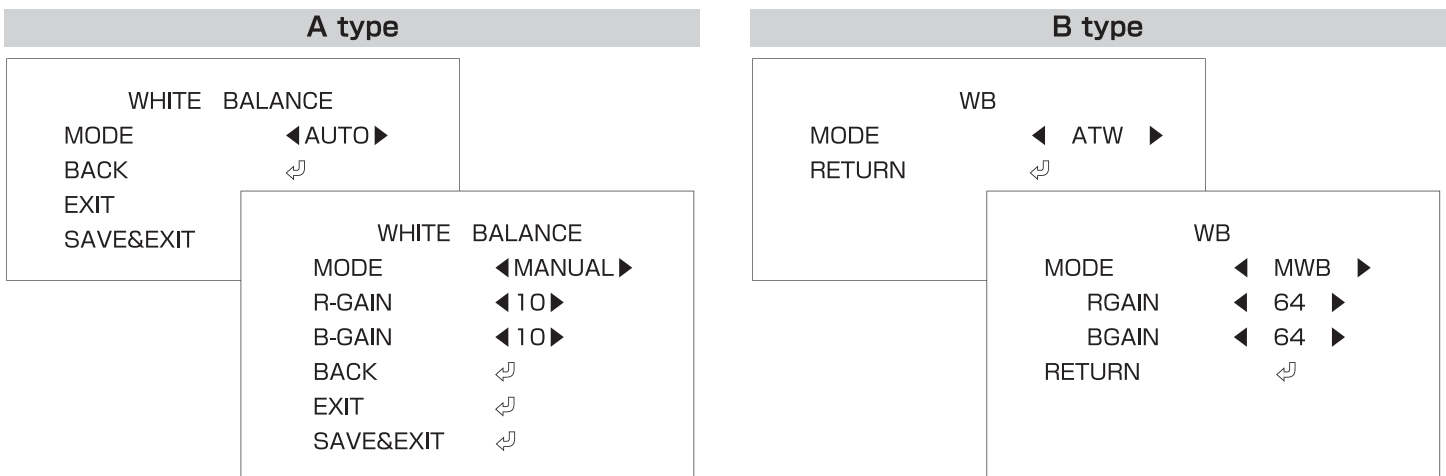 A type
WHITE BALANCE
MODE ◀AUTO▶
BACK ⏎
EXIT
SAVE&EXIT
WHITE BALANCE
MODE ◀MANUAL▶
R-GAIN ◀10▶
B-GAIN ◀10▶
BACK ⏎
EXIT ⏎
SAVE&EXIT ⏎
B type
WB
MODE ◀ ATW ▶
RETURN ⏎
WB
MODE ◀ MWB ▶
RGAIN ◀ 64 ▶
BGAIN ◀ 64 ▶
RETURN ⏎